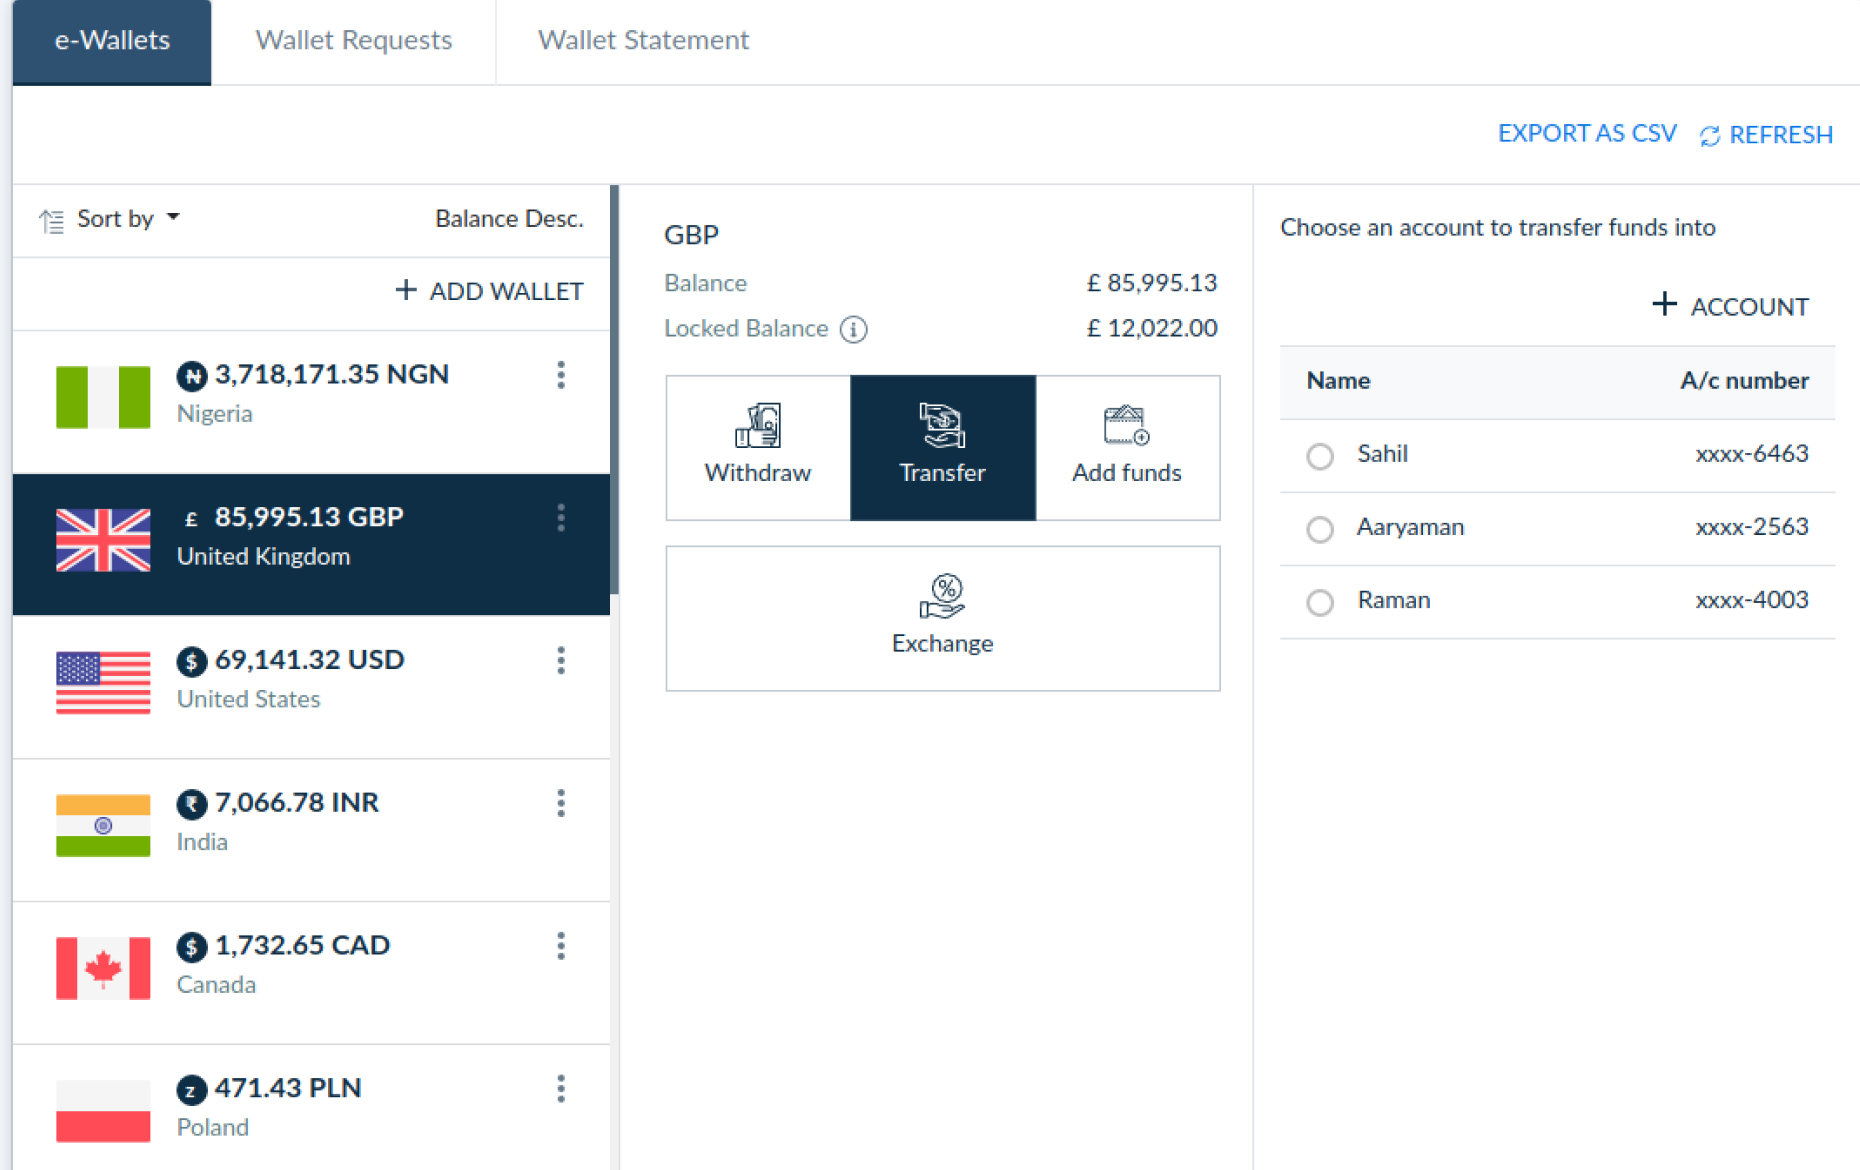 e-Wallets
Wallet Requests
Wallet Statement
EXPORT AS CSV
REFRESH
Sort by
Balance Desc.
+ ADD WALLET
₦ 3,718,171.35 NGN
Nigeria
£ 85,995.13 GBP
United Kingdom
$ 69,141.32 USD
United States
₹ 7,066.78 INR
India
$ 1,732.65 CAD
Canada
z 471.43 PLN
Poland
GBP
Balance £ 85,995.13
Locked Balance i £ 12,022.00
Withdraw
Transfer
Add funds
%
Exchange
Choose an account to transfer funds into
+ ACCOUNT
Name A/c number
Sahil xxxx-6463
Aaryaman xxxx-2563
Raman xxxx-4003